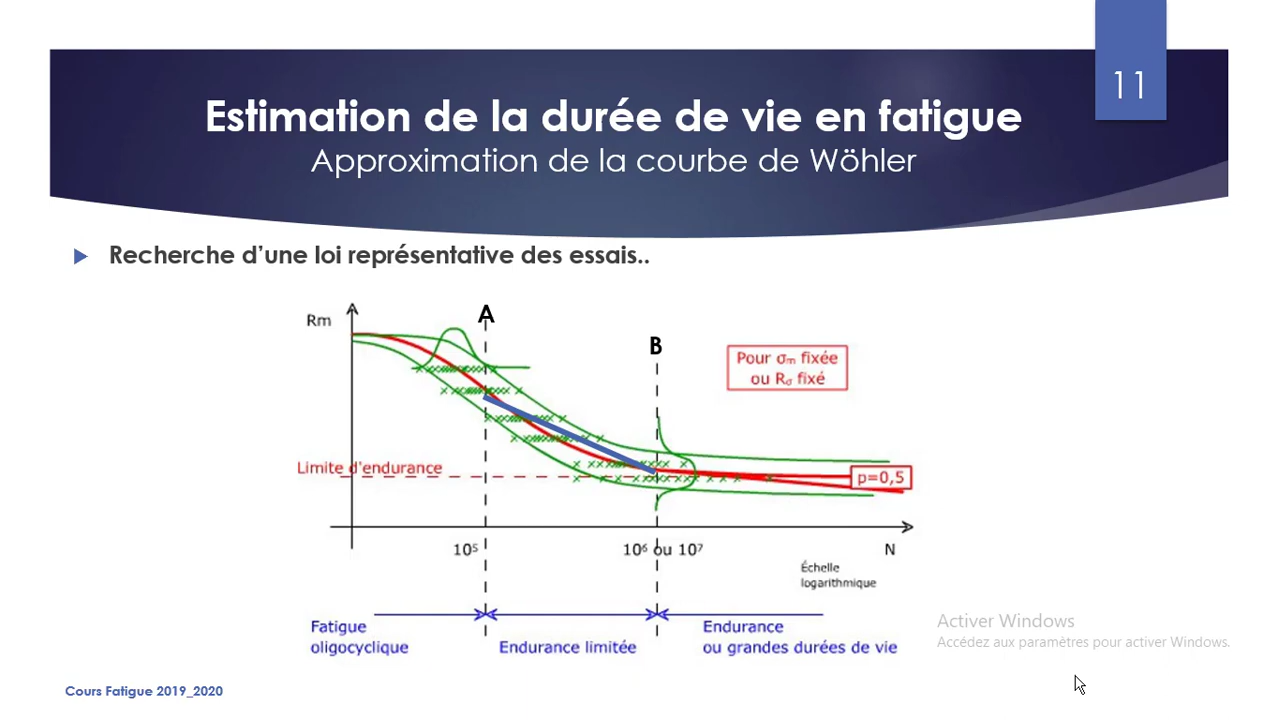 11
Estimation de la durée de vie en fatigue
Approximation de la courbe de Wöhler
Recherche d’une loi représentative des essais..
Rm
A
B
Pour σₘ fixée
ou Rσ fixé
Limite d'endurance
p=0,5
10⁵
10⁶ ou 10⁷
N
Échelle
logarithmique
Fatigue
oligocyclique
Endurance limitée
Endurance
ou grandes durées de vie
Activer Windows
Accédez aux paramètres pour activer Windows.
Cours Fatigue 2019_2020